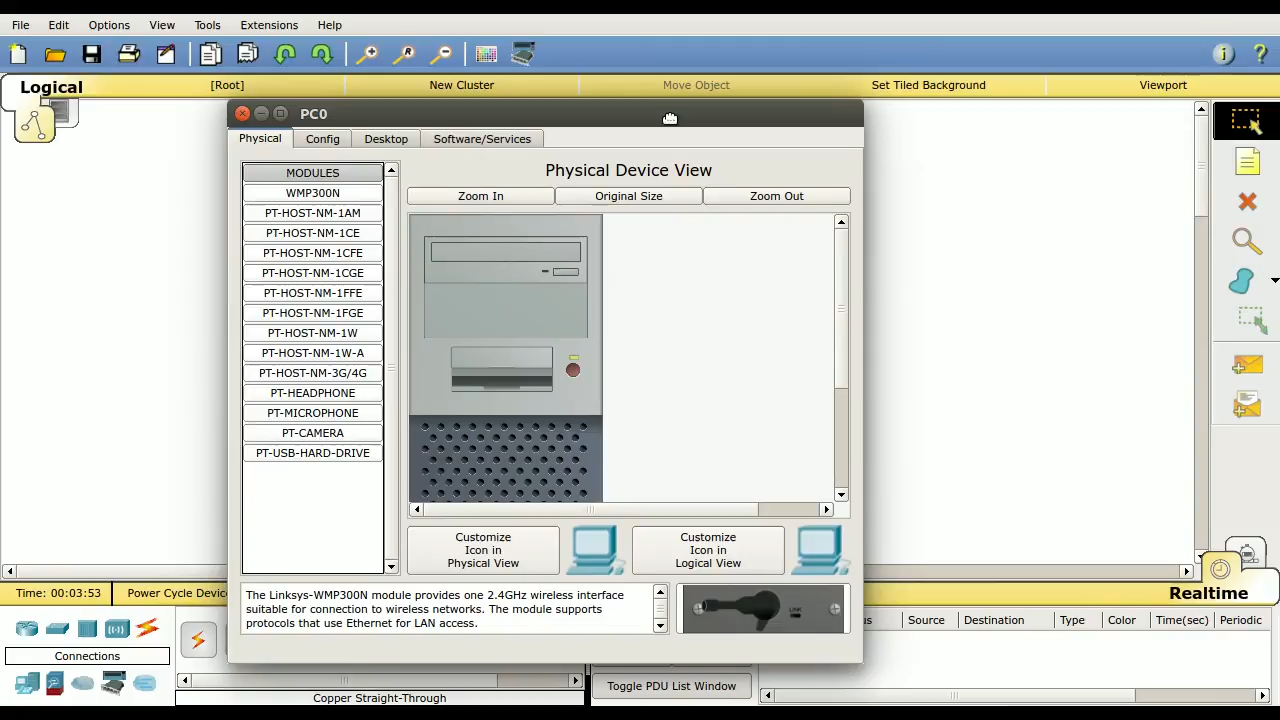 File Edit Options View Tools Extensions Help
Logical [Root] New Cluster Move Object Set Tiled Background Viewport
PC0
Physical Config Desktop Software/Services
MODULES
WMP300N
PT-HOST-NM-1AM
PT-HOST-NM-1CE
PT-HOST-NM-1CFE
PT-HOST-NM-1CGE
PT-HOST-NM-1FFE
PT-HOST-NM-1FGE
PT-HOST-NM-1W
PT-HOST-NM-1W-A
PT-HOST-NM-3G/4G
PT-HEADPHONE
PT-MICROPHONE
PT-CAMERA
PT-USB-HARD-DRIVE
Physical Device View
Zoom In Original Size Zoom Out
Customize
Icon in
Physical View
Customize
Icon in
Logical View
The Linksys-WMP300N module provides one 2.4GHz wireless interface
suitable for connection to wireless networks. The module supports
protocols that use Ethernet for LAN access.
LINK
Time: 00:03:53 Power Cycle Device
Realtime
Source Destination Type Color Time(sec) Periodic
Connections
Copper Straight-Through
Toggle PDU List Window